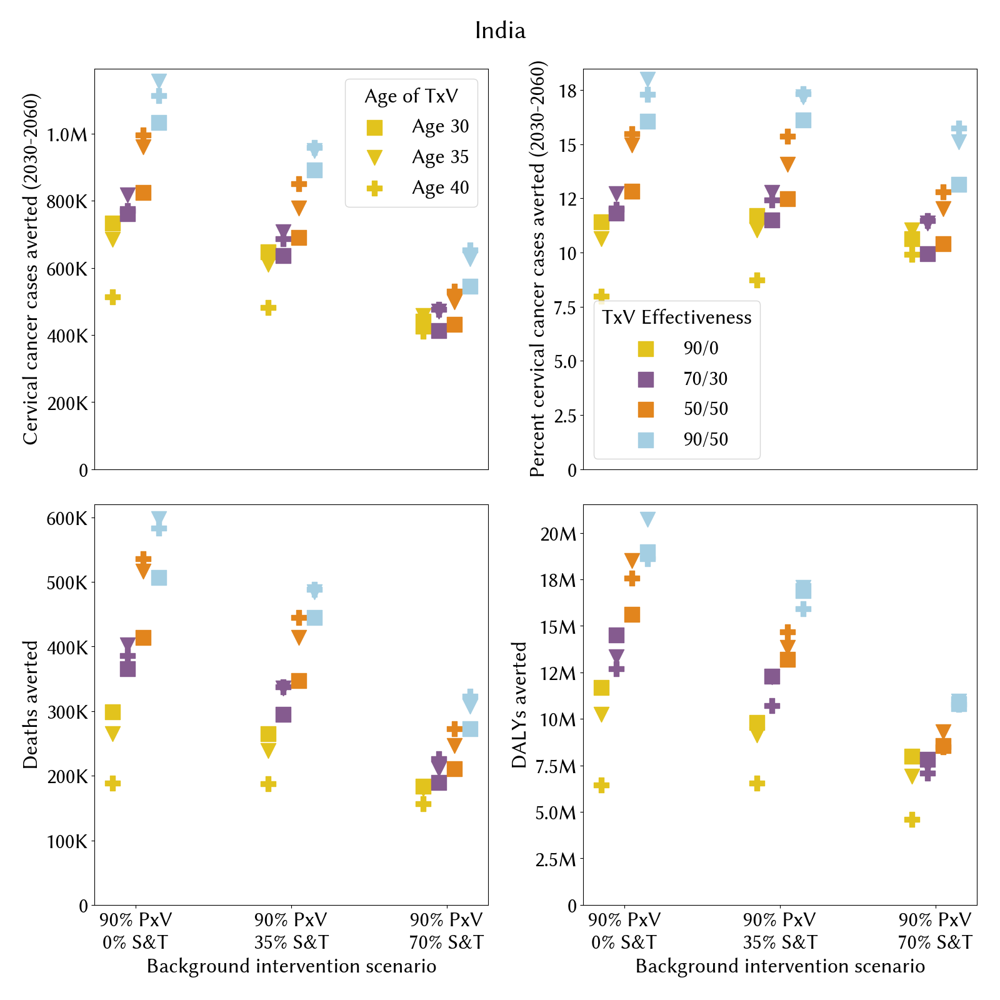 India
Cervical cancer cases averted (2030-2060)
1.0M
800K
600K
400K
200K
0
Age of TxV
Age 30
Age 35
Age 40
Percent cervical cancer cases averted (2030-2060)
18
15
12
10
7.5
5.0
2.5
0
TxV Effectiveness
90/0
70/30
50/50
90/50
Deaths averted
600K
500K
400K
300K
200K
100K
0
90% PxV
0% S&T
90% PxV
35% S&T
90% PxV
70% S&T
Background intervention scenario
DALYs averted
20M
18M
15M
12M
10M
7.5M
5.0M
2.5M
0
90% PxV
0% S&T
90% PxV
35% S&T
90% PxV
70% S&T
Background intervention scenario